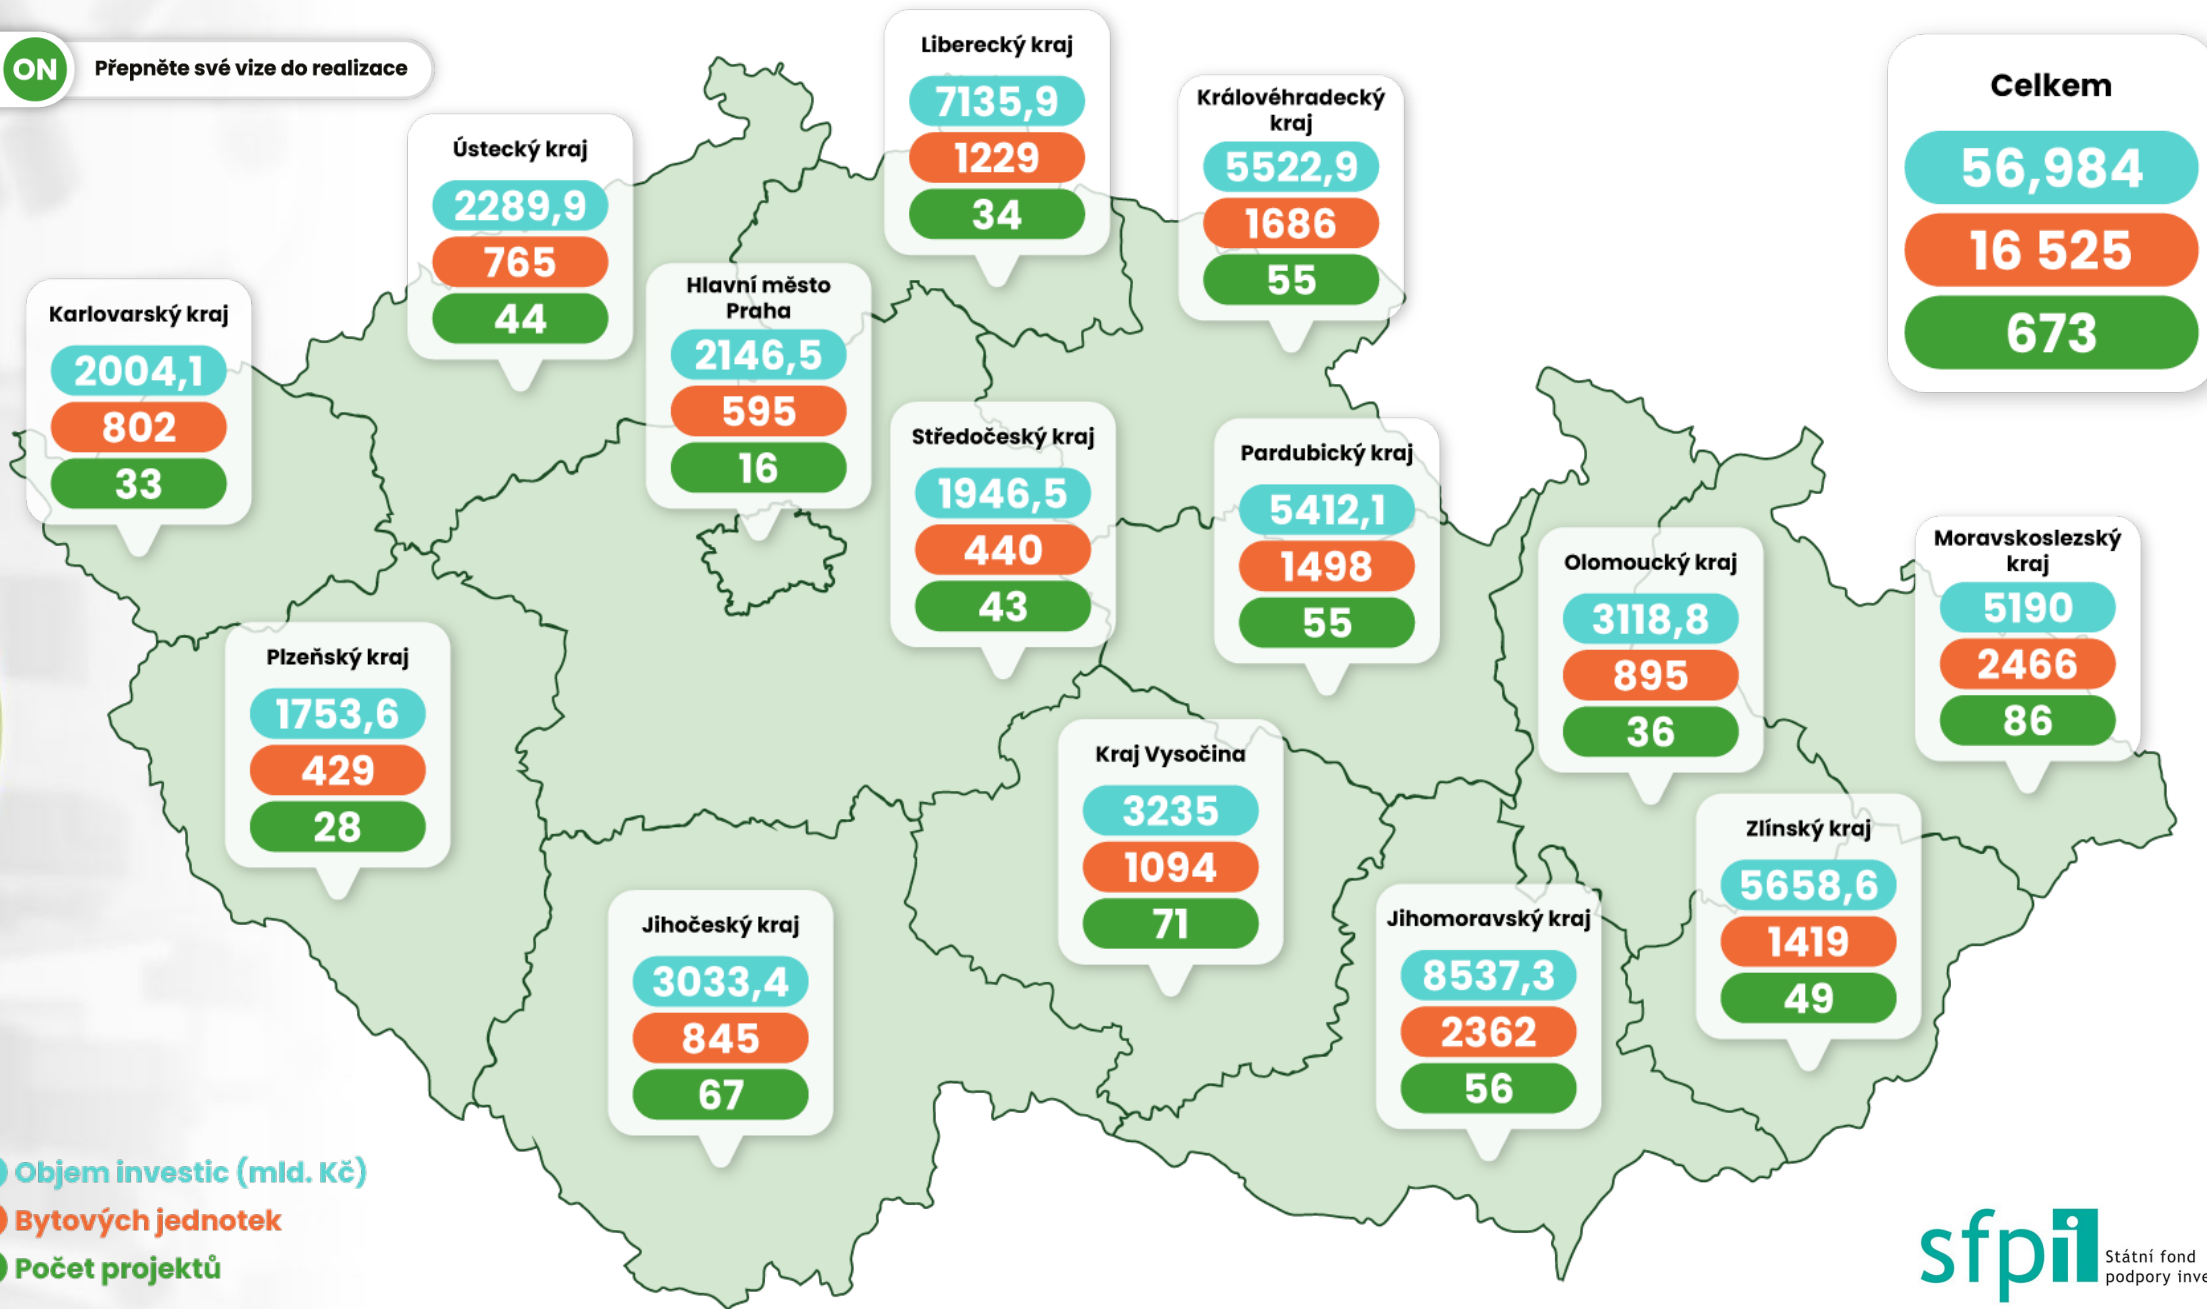 ON
Přepněte své vize do realizace
Liberecký kraj
7135,9
1229
34
Královéhradecký
kraj
5522,9
1686
55
Celkem
56,984
16 525
673
Ústecký kraj
2289,9
765
44
Hlavní město
Praha
2146,5
595
16
Karlovarský kraj
2004,1
802
33
Středočeský kraj
1946,5
440
43
Pardubický kraj
5412,1
1498
55
Olomoucký kraj
3118,8
895
36
Moravskoslezský
kraj
5190
2466
86
Plzeňský kraj
1753,6
429
28
Kraj Vysočina
3235
1094
71
Zlínský kraj
5658,6
1419
49
Jihočeský kraj
3033,4
845
67
Jihomoravský kraj
8537,3
2362
56
Objem investic (mld. Kč)
Bytových jednotek
Počet projektů
sfpi
Státní fond
podpory inve